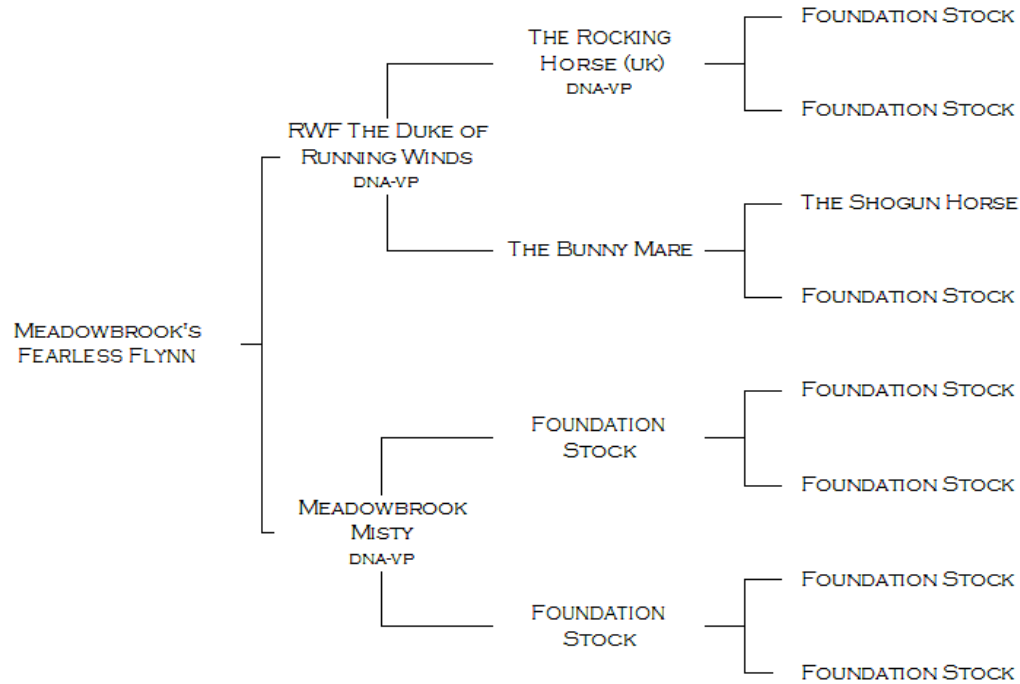 Foundation Stock
The Rocking
Horse (UK)
DNA-VP
Foundation Stock
RWF The Duke of
Running Winds
DNA-VP
The Shogun Horse
The Bunny Mare
Foundation Stock
Meadowbrook's
Fearless Flynn
Foundation Stock
Foundation
Stock
Foundation Stock
Meadowbrook
Misty
DNA-VP
Foundation Stock
Foundation
Stock
Foundation Stock